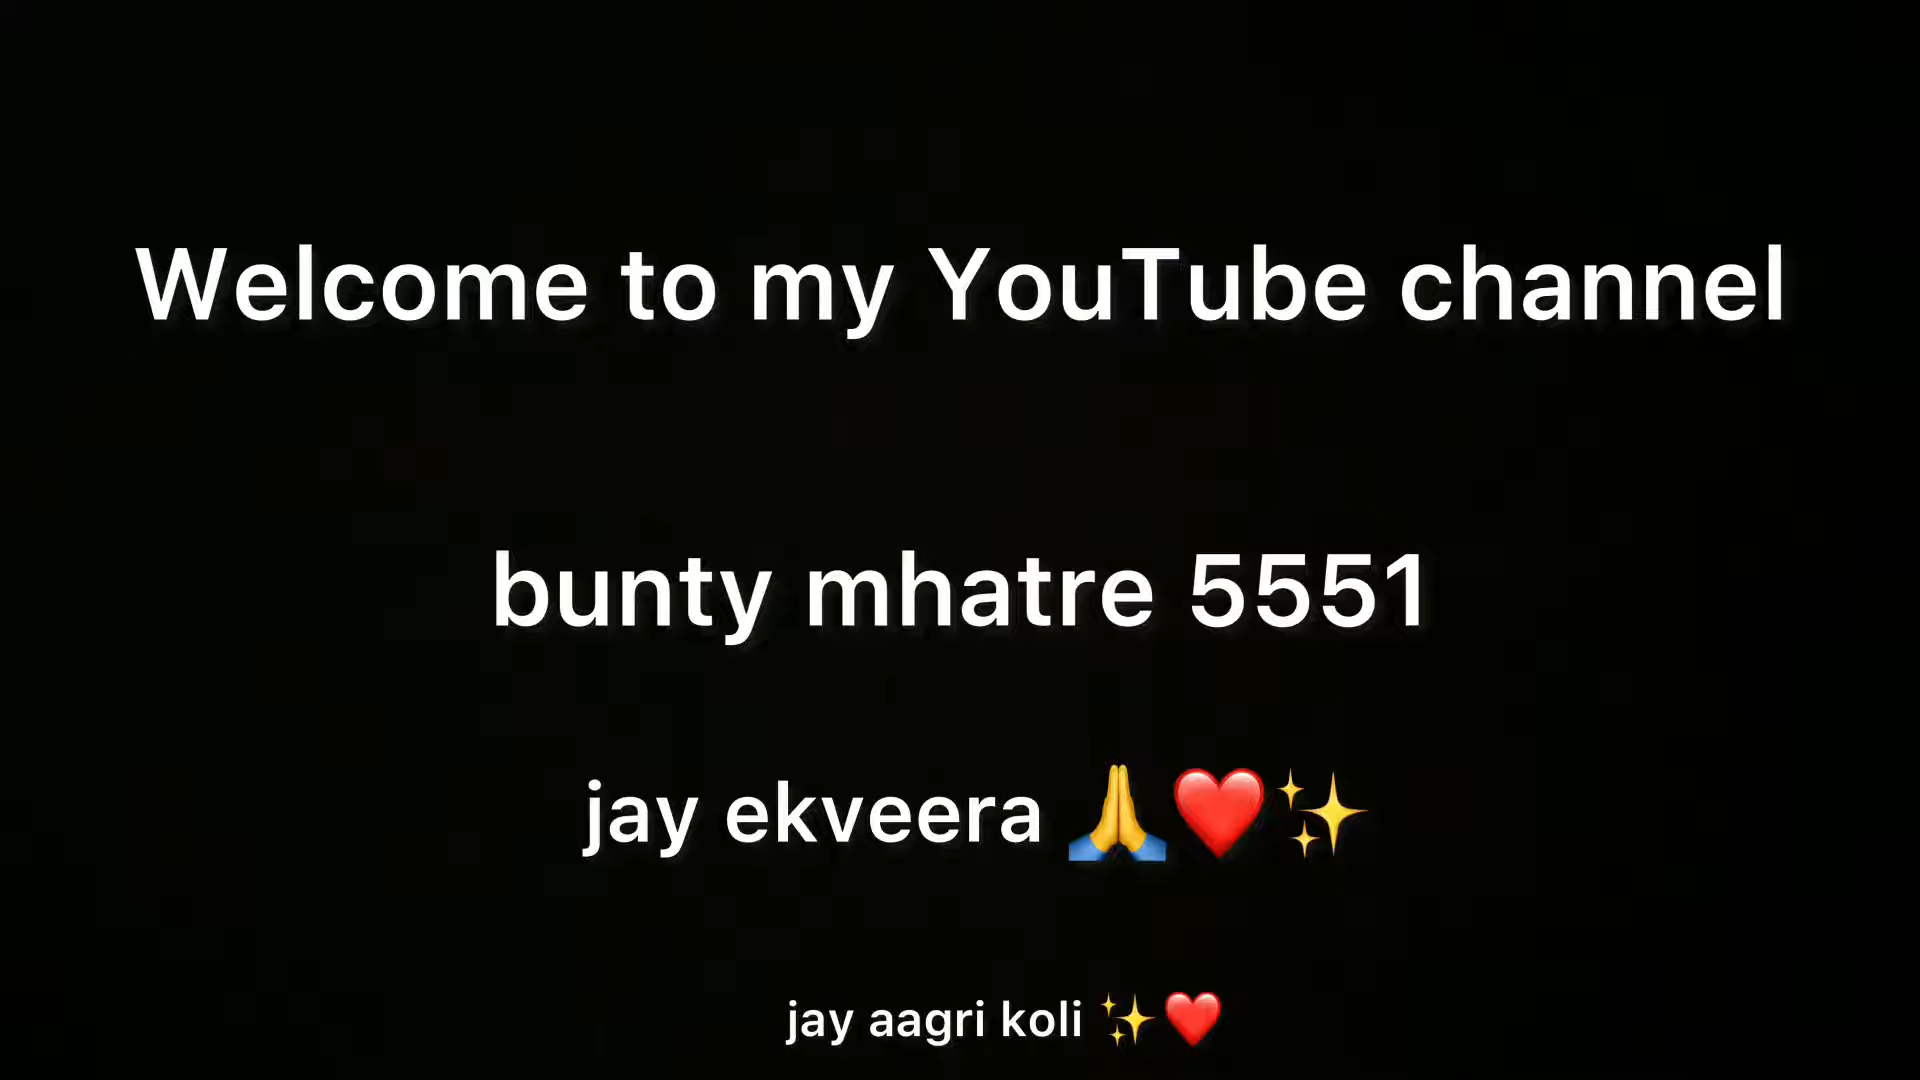 Welcome to my YouTube channel
bunty mhatre 5551
jay ekveera 🙏❤️✨
jay aagri koli ✨❤️